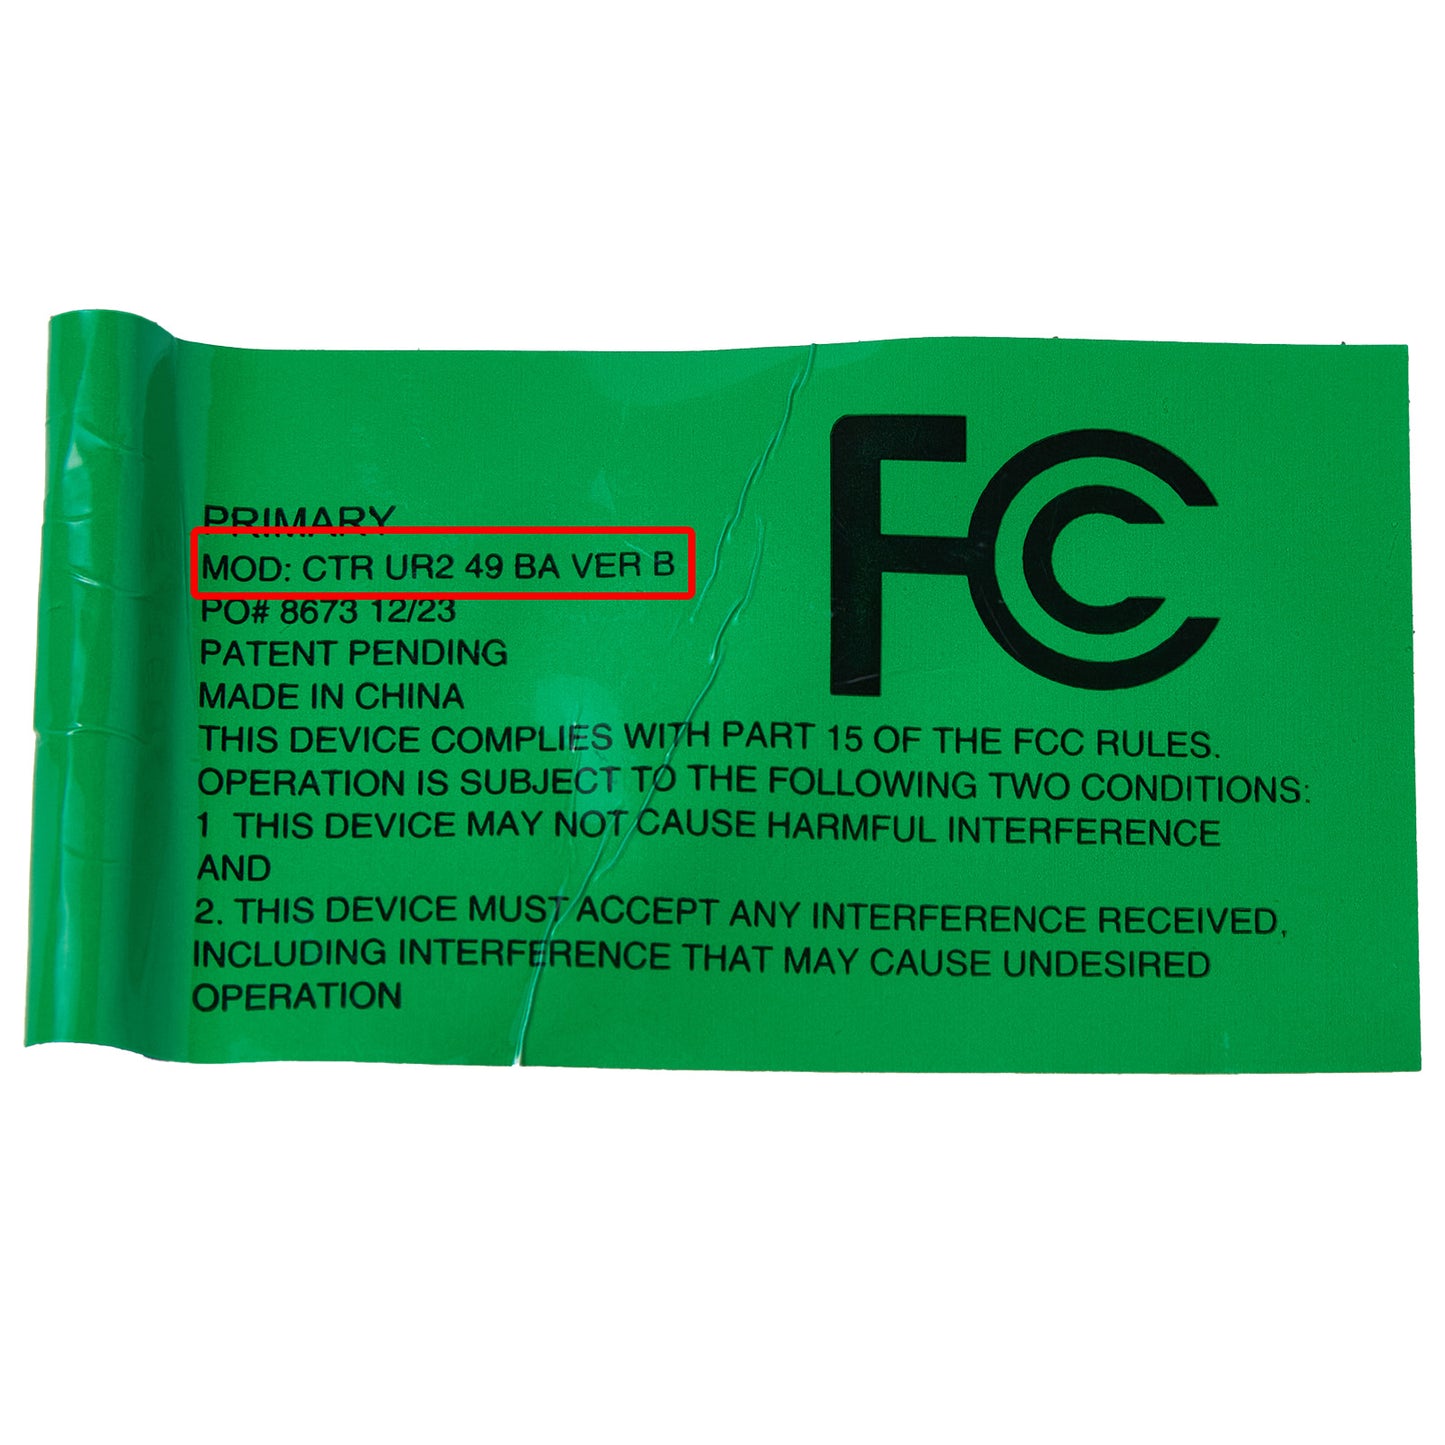 FCC
PRIMARY
MOD: CTR UR2 49 BA VER B
PO# 8673 12/23
PATENT PENDING
MADE IN CHINA
THIS DEVICE COMPLIES WITH PART 15 OF THE FCC RULES.
OPERATION IS SUBJECT TO THE FOLLOWING TWO CONDITIONS:
1 THIS DEVICE MAY NOT CAUSE HARMFUL INTERFERENCE
AND
2. THIS DEVICE MUST ACCEPT ANY INTERFERENCE RECEIVED,
INCLUDING INTERFERENCE THAT MAY CAUSE UNDESIRED
OPERATION